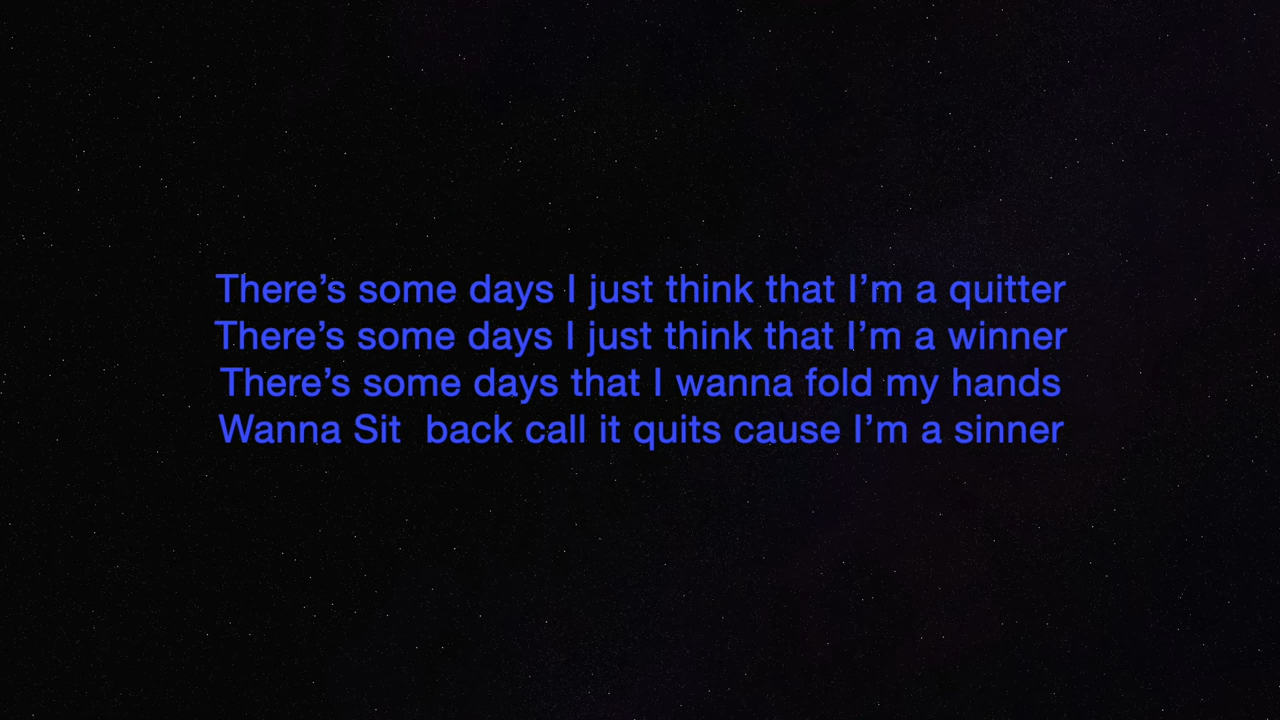 There’s some days I just think that I’m a quitter
There’s some days I just think that I’m a winner
There’s some days that I wanna fold my hands
Wanna Sit  back call it quits cause I’m a sinner